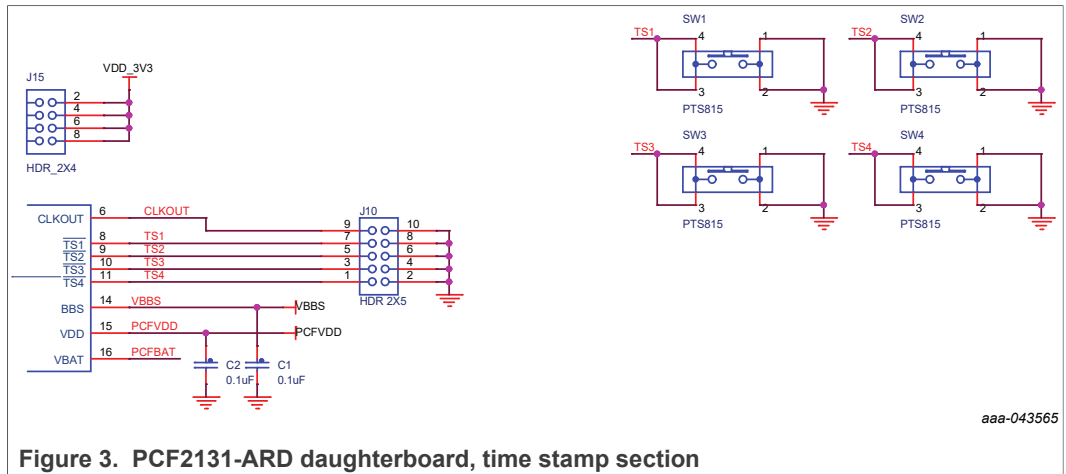 SW1
TS1
4
1
3
2
PTS815
SW2
TS2
4
1
3
2
PTS815
J15
VDD_3V3
2
4
6
8
HDR_2X4
SW3
TS3
4
1
3
2
PTS815
SW4
TS4
4
1
3
2
PTS815
CLKOUT
6
CLKOUT
TS1
8
TS1
TS2
9
TS2
TS3
10
TS3
TS4
11
TS4
BBS
14
VBBS
VBBS
VDD
15
PCFVDD
PCFVDD
VBAT
16
PCFBAT
J10
9
10
7
8
5
6
3
4
1
2
HDR 2X5
C2
0.1uF
C1
0.1uF
aaa-043565
Figure 3. PCF2131-ARD daughterboard, time stamp section